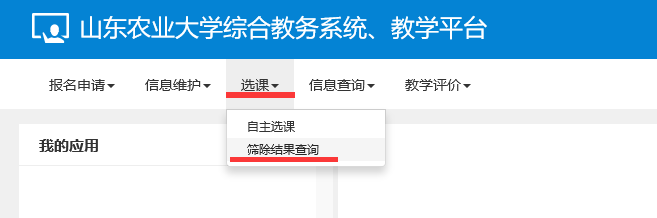 山东农业大学综合教务系统、教学平台
报名申请 信息维护 选课 信息查询 教学评价
自主选课
我的应用
筛除结果查询